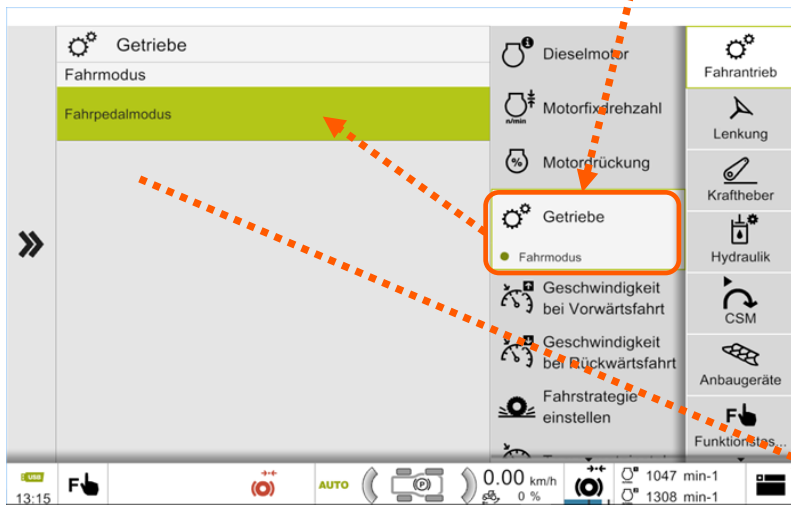 Getriebe
Fahrmodus
Fahrpedalmodus
Dieselmotor
n/min
Motorfixdrehzahl
%
Motordrückung
Getriebe
Fahrmodus
Geschwindigkeit
bei Vorwärtsfahrt
Geschwindigkeit
bei Rückwärtsfahrt
Fahrstrategie
einstellen
Fahrantrieb
Lenkung
Kraftheber
Hydraulik
CSM
Anbaugeräte
F
Funktionstas...
USB
13:15
F
AUTO
(P)
0.00 km/h
0 %
1047 min-1
1308 min-1